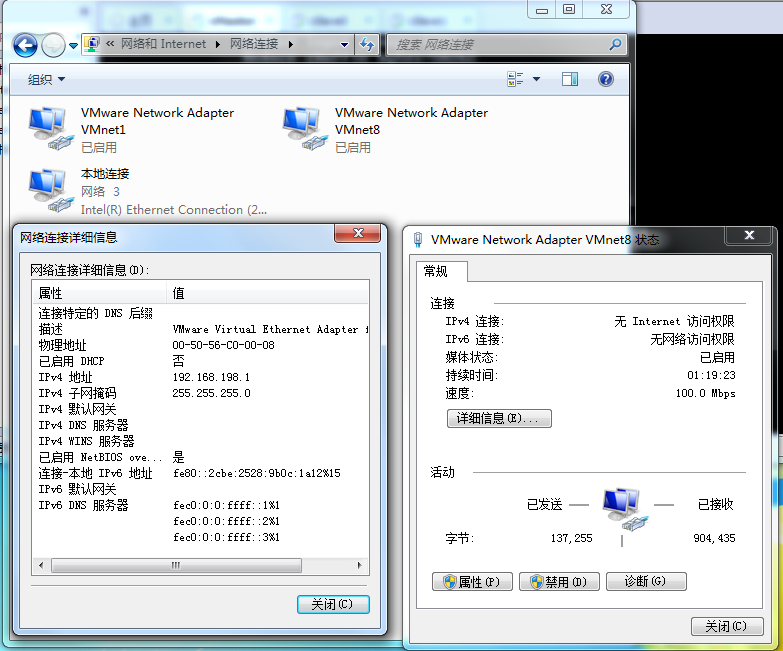 « 网络和 Internet ▸ 网络连接 ▸
搜索 网络连接
组织
VMware Network Adapter VMnet1
已启用
VMware Network Adapter VMnet8
已启用
本地连接
网络 3
Intel(R) Ethernet Connection (2...
网络连接详细信息
网络连接详细信息(D):
属性 值
连接特定的 DNS 后缀
描述 VMware Virtual Ethernet Adapter
物理地址 00-50-56-C0-00-08
已启用 DHCP 否
IPv4 地址 192.168.198.1
IPv4 子网掩码 255.255.255.0
IPv4 默认网关
IPv4 DNS 服务器
IPv4 WINS 服务器
已启用 NetBIOS ove... 是
连接-本地 IPv6 地址 fe80::2cbe:2528:9b0c:1a12%15
IPv6 默认网关
IPv6 DNS 服务器 fec0:0:0:ffff::1%1
fec0:0:0:ffff::2%1
fec0:0:0:ffff::3%1
关闭(C)
VMware Network Adapter VMnet8 状态
常规
连接
IPv4 连接: 无 Internet 访问权限
IPv6 连接: 无网络访问权限
媒体状态: 已启用
持续时间: 01:19:23
速度: 100.0 Mbps
详细信息(E)...
活动
已发送 — — 已接收
字节: 137,255 | 904,435
属性(P) 禁用(D) 诊断(G)
关闭(C)